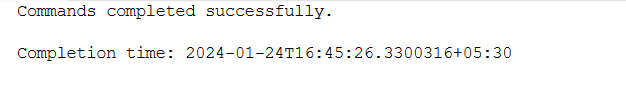 Commands completed successfully.
Completion time: 2024-01-24T16:45:26.3300316+05:30